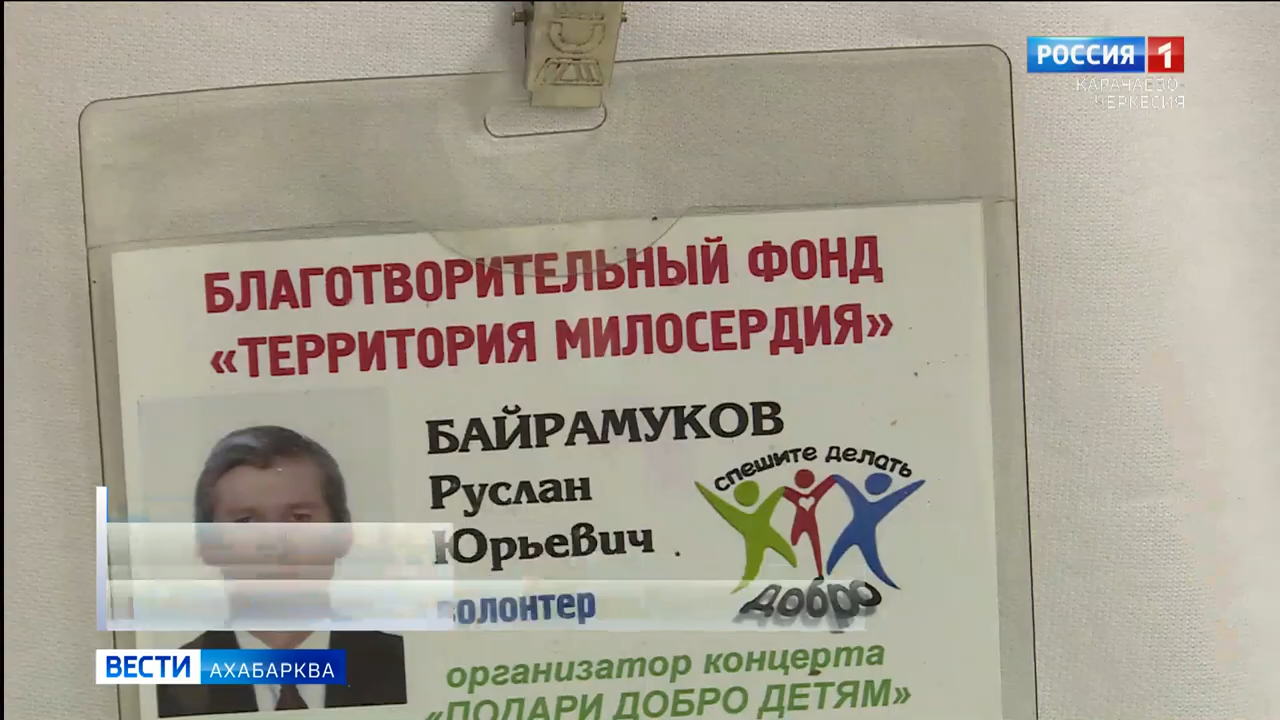 РОССИЯ 1
КАРАЧАЕВО-
ЧЕРКЕСИЯ
БЛАГОТВОРИТЕЛЬНЫЙ ФОНД
«ТЕРРИТОРИЯ МИЛОСЕРДИЯ»
БАЙРАМУКОВ
Руслан
Юрьевич
волонтер
спешите делать
добро
организатор концерта
«ПОДАРИ ДОБРО ДЕТЯМ»
ВЕСТИ АХАБАРКВА